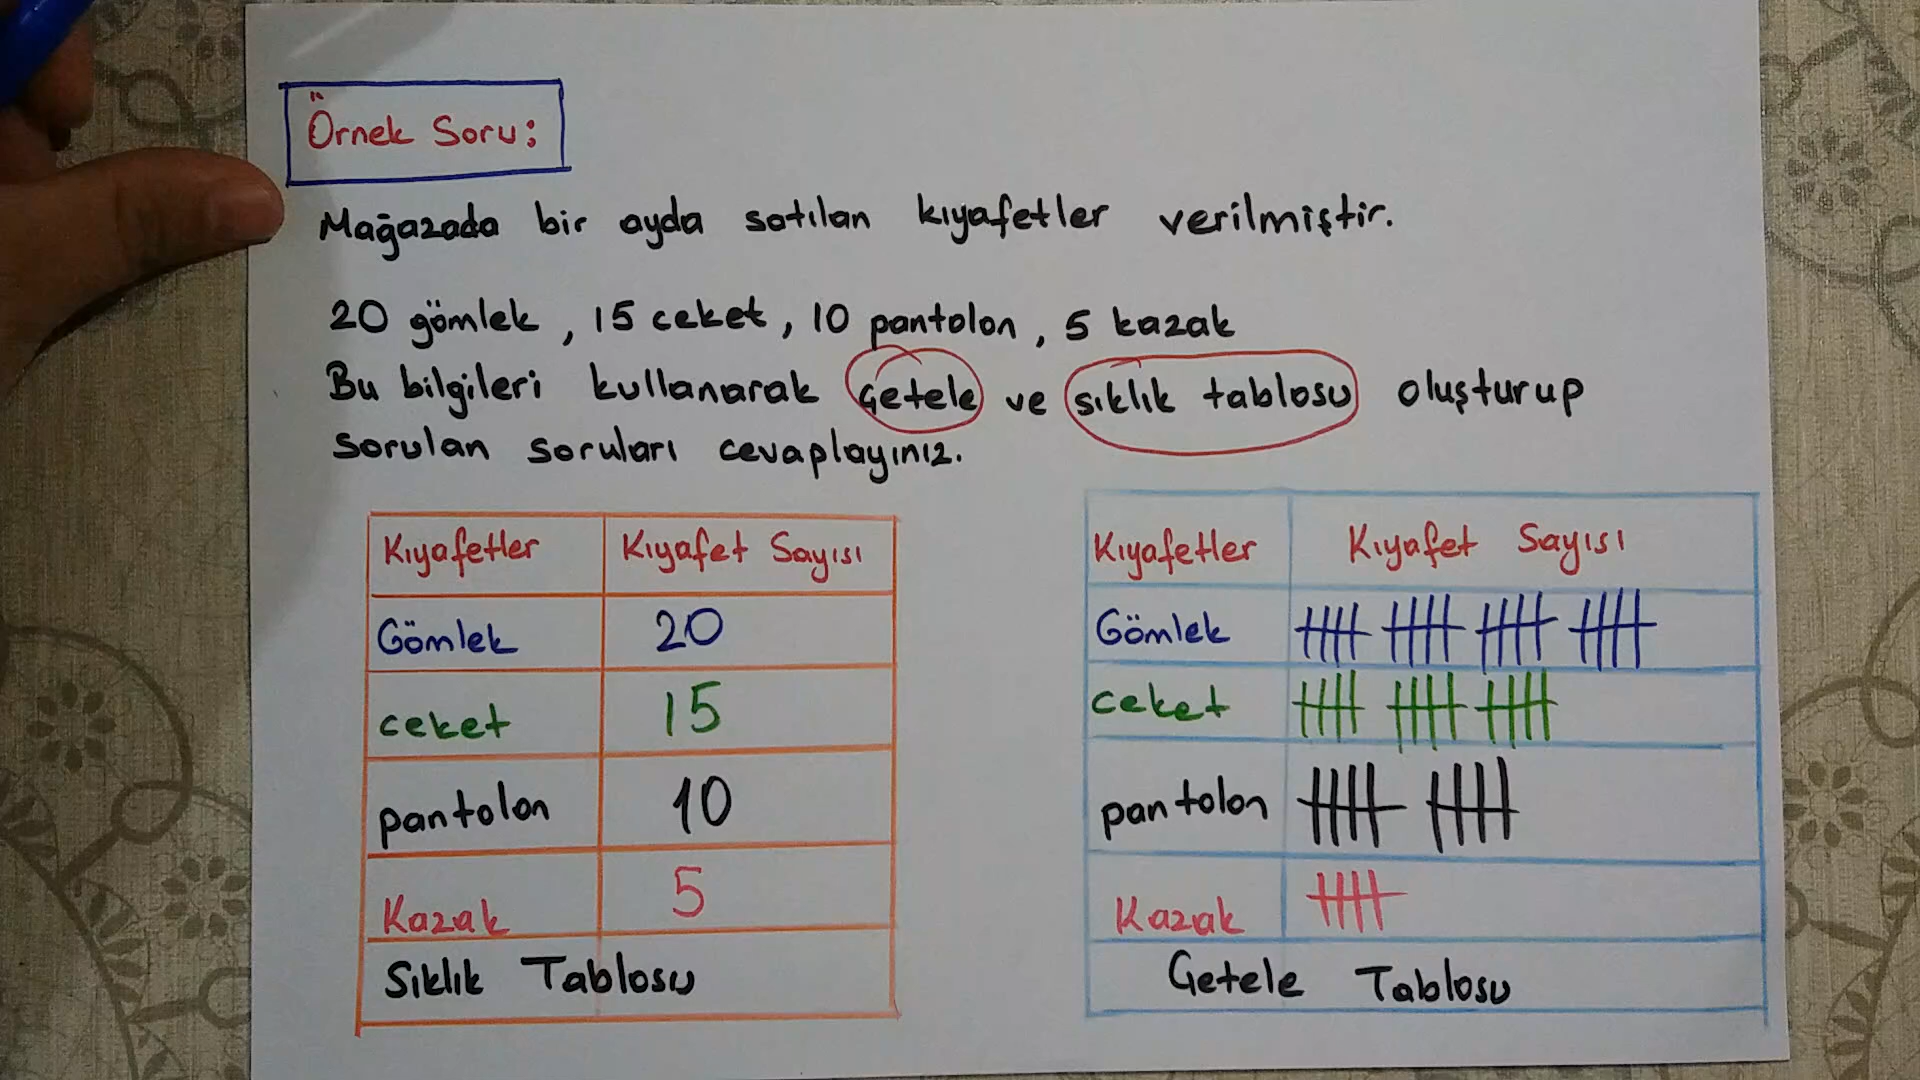 Örnek Soru:
Mağazada bir ayda satılan kıyafetler verilmiştir.
20 gömlek, 15 ceket, 10 pantolon, 5 kazak
Bu bilgileri kullanarak Çetele ve sıklık tablosu oluşturup
sorulan soruları cevaplayınız.
Kıyafetler Kıyafet Sayısı
Gömlek 20
ceket 15
pantolon 10
Kazak 5
Sıklık Tablosu
Kıyafetler Kıyafet Sayısı
Gömlek
ceket
pantolon
Kazak
Çetele Tablosu